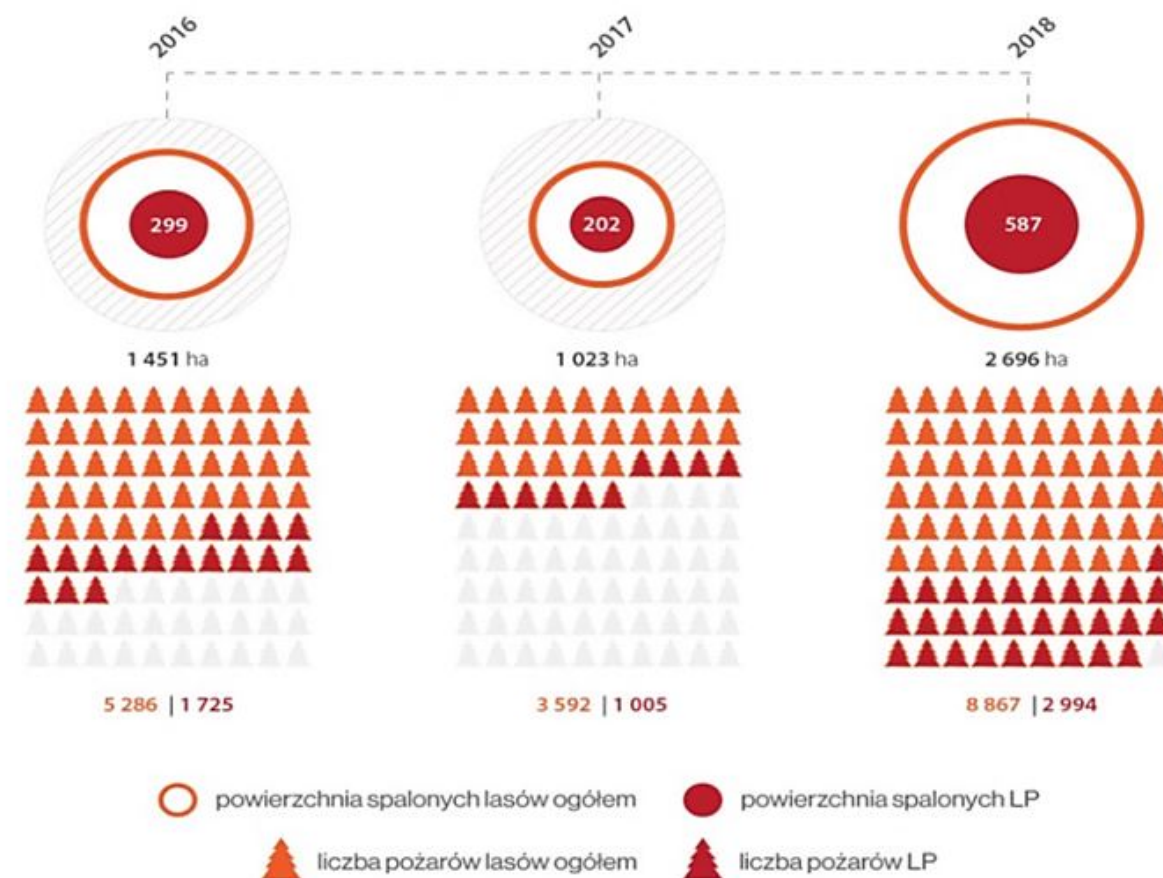 2016
2017
2018
299
202
587
1 451 ha
1 023 ha
2 696 ha
5 286 | 1 725
3 592 | 1 005
8 867 | 2 994
powierzchnia spalonych lasów ogółem
powierzchnia spalonych LP
liczba pożarów lasów ogółem
liczba pożarów LP